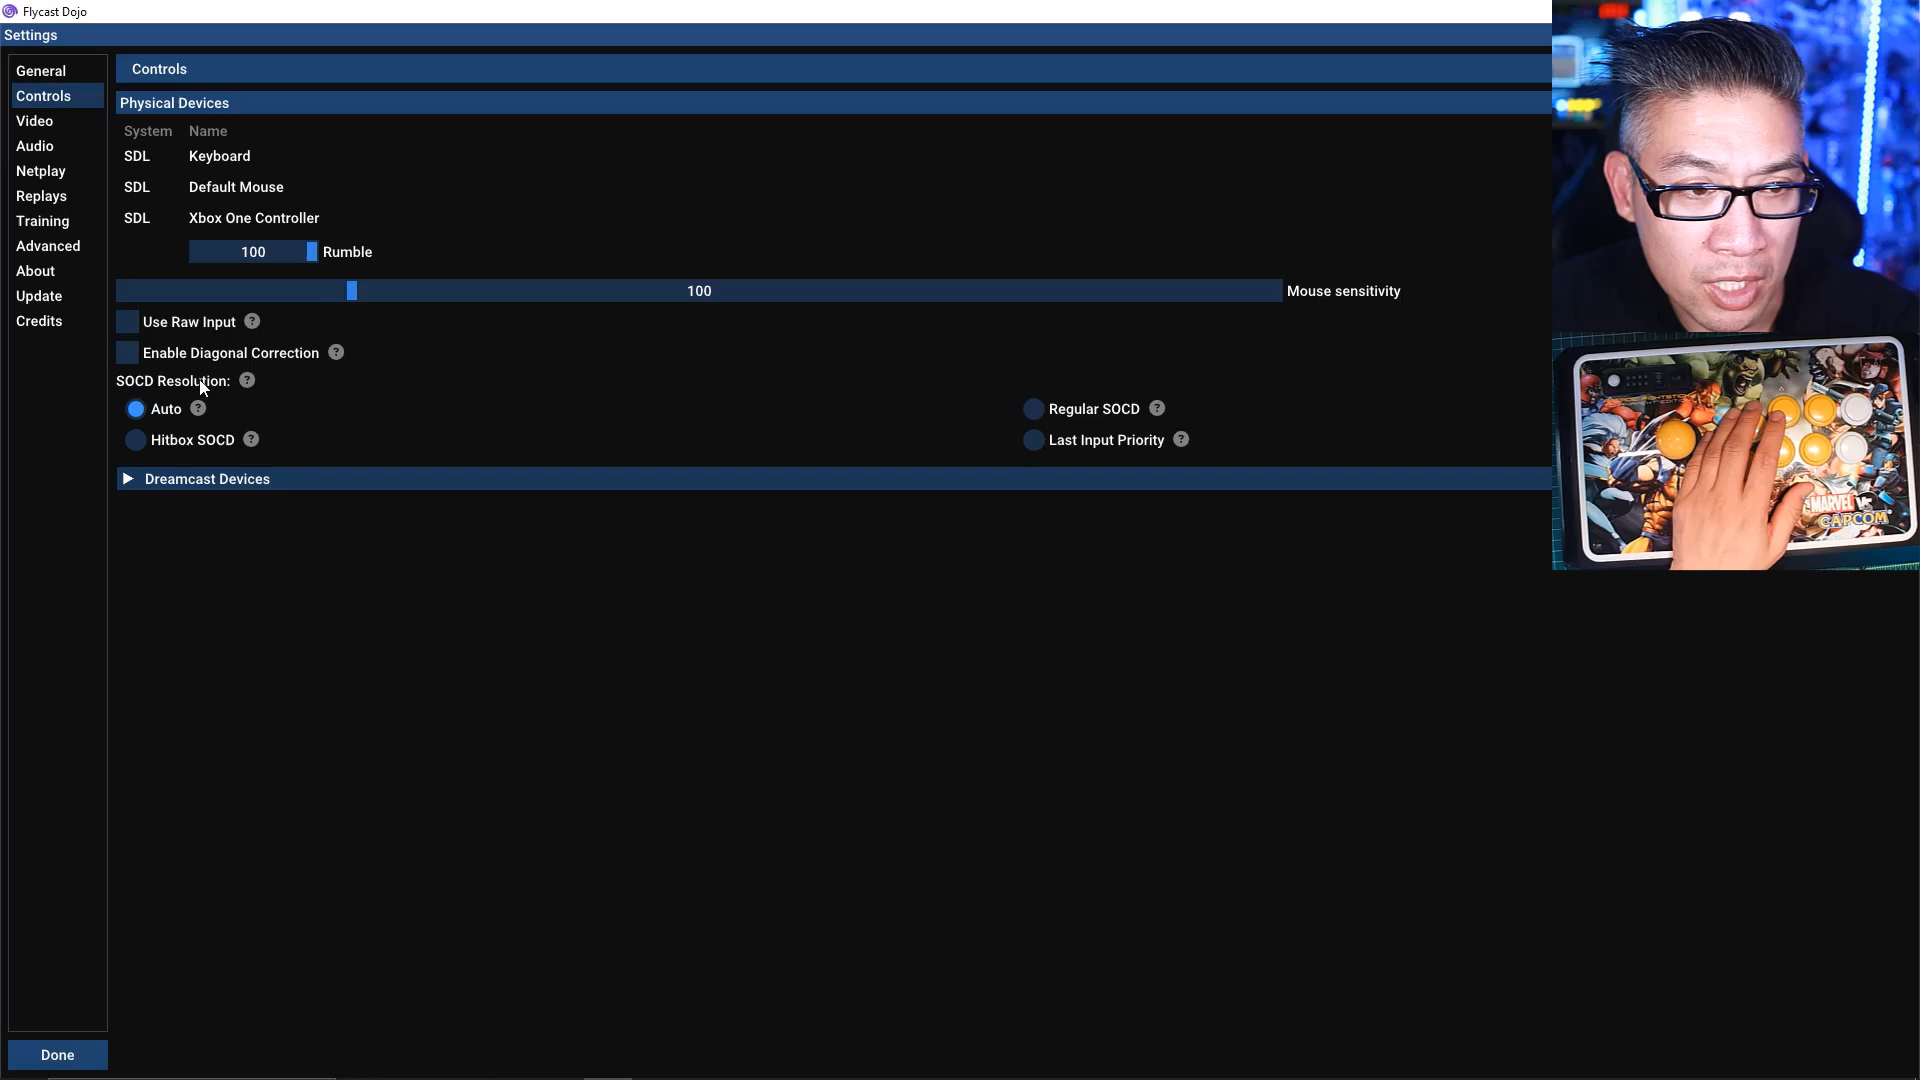 Flycast Dojo
Settings
General
Controls
Video
Audio
Netplay
Replays
Training
Advanced
About
Update
Credits
Done
Controls
Physical Devices
System Name
SDL Keyboard
SDL Default Mouse
SDL Xbox One Controller
100 Rumble
100 Mouse sensitivity
Use Raw Input ?
Enable Diagonal Correction ?
SOCD Resolution: ?
Auto ? Regular SOCD ?
Hitbox SOCD ? Last Input Priority ?
Dreamcast Devices
MARVEL VS
CAPCOM